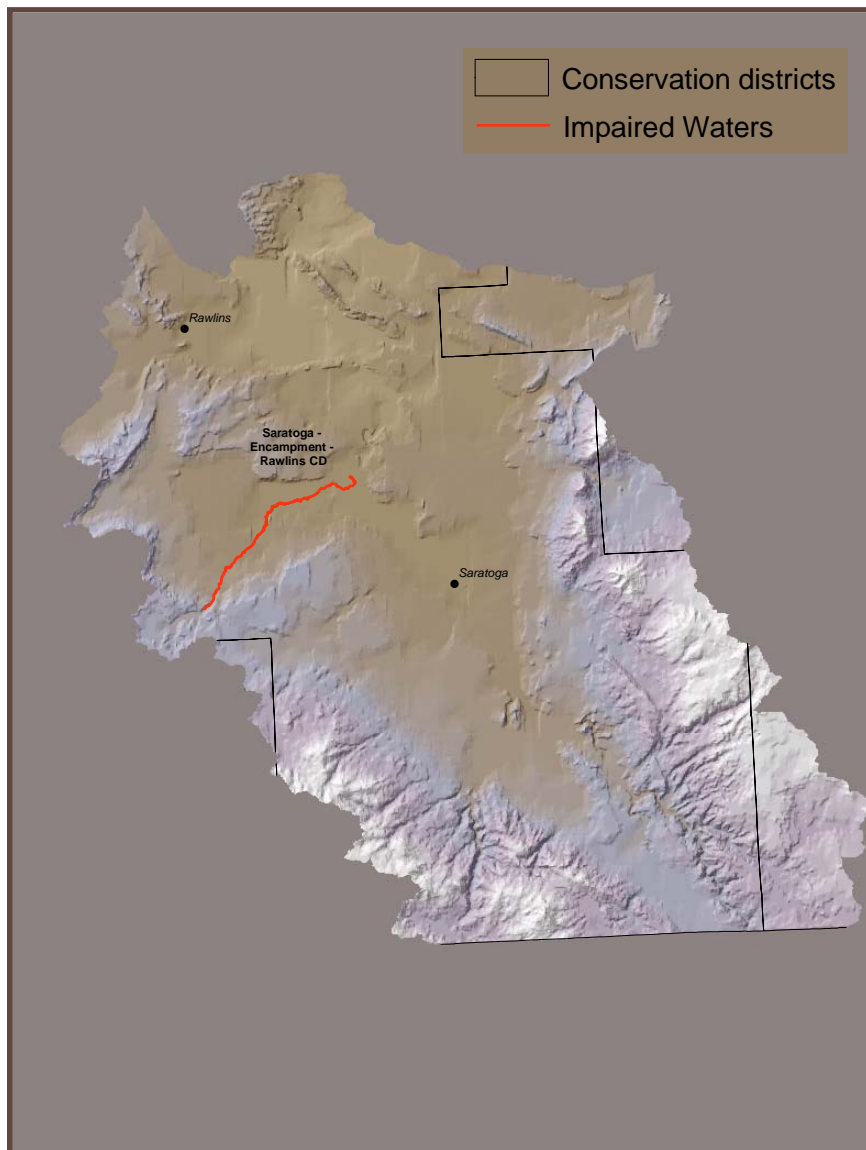 Conservation districts
Impaired Waters
Rawlins
Saratoga -
Encampment -
Rawlins CD
Saratoga